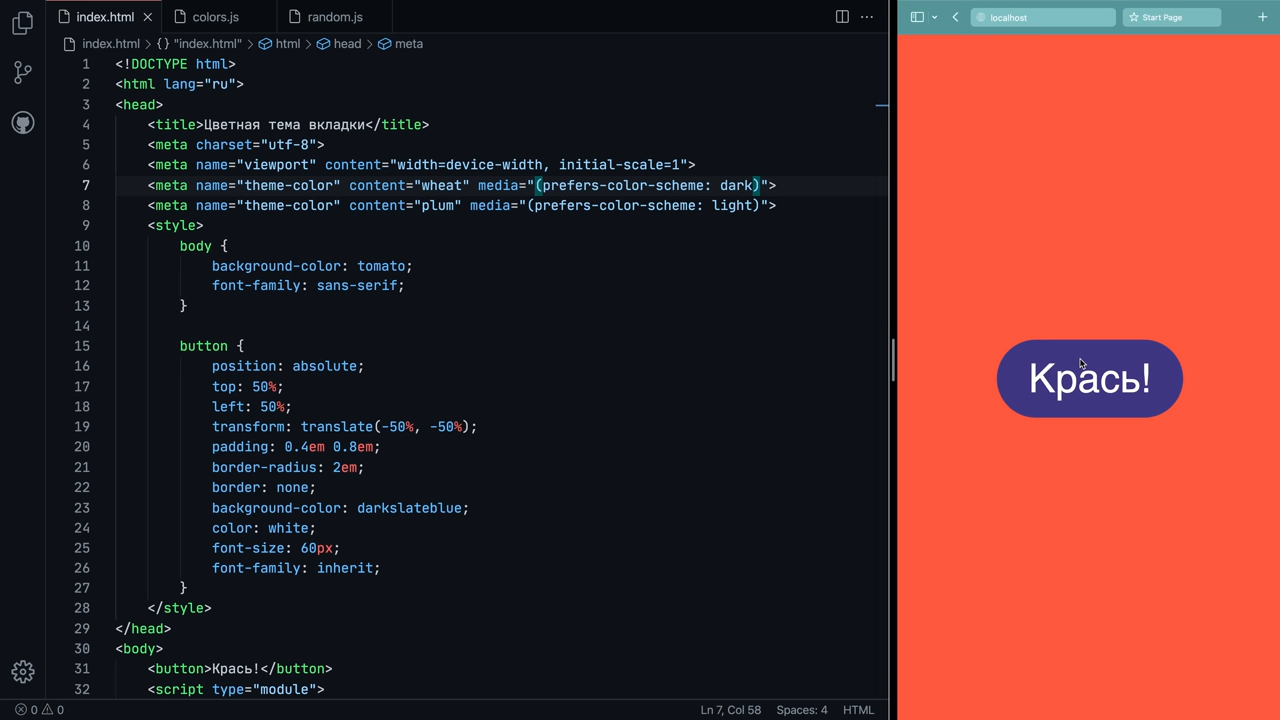 index.html
colors.js
random.js
index.html > {} "index.html" > html > head > meta
1 <!DOCTYPE html>
2 <html lang="ru">
3 <head>
4 <title>Цветная тема вкладки</title>
5 <meta charset="utf-8">
6 <meta name="viewport" content="width=device-width, initial-scale=1">
7 <meta name="theme-color" content="wheat" media="(prefers-color-scheme: dark)">
8 <meta name="theme-color" content="plum" media="(prefers-color-scheme: light)">
9 <style>
10 body {
11 background-color: tomato;
12 font-family: sans-serif;
13 }
14
15 button {
16 position: absolute;
17 top: 50%;
18 left: 50%;
19 transform: translate(-50%, -50%);
20 padding: 0.4em 0.8em;
21 border-radius: 2em;
22 border: none;
23 background-color: darkslateblue;
24 color: white;
25 font-size: 60px;
26 font-family: inherit;
27 }
28 </style>
29 </head>
30 <body>
31 <button>Крась!</button>
32 <script type="module">
0 0
Ln 7, Col 58
Spaces: 4
HTML
localhost
Start Page
Крась!